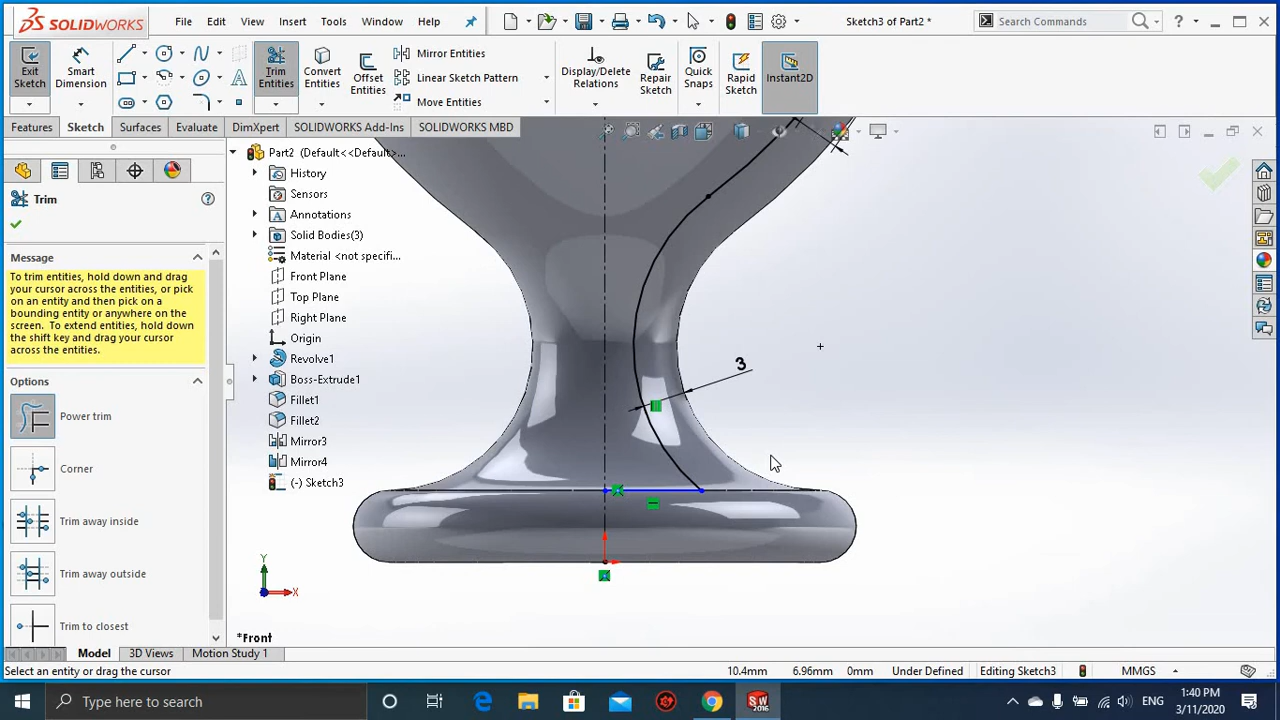 SOLIDWORKS File Edit View Insert Tools Window Help Sketch3 of Part2 * Search Commands
Exit Sketch
Smart Dimension
Trim Entities
Convert Entities
Offset Entities
Mirror Entities
Linear Sketch Pattern
Move Entities
Display/Delete Relations
Repair Sketch
Quick Snaps
Rapid Sketch
Instant2D
Features Sketch Surfaces Evaluate DimXpert SOLIDWORKS Add-Ins SOLIDWORKS MBD
Trim
Message
To trim entities, hold down and drag
your cursor across the entities, or pick
on an entity and then pick on a
bounding entity or anywhere on the
screen. To extend entities, hold down
the shift key and drag your cursor
across the entities.
Options
Power trim
Corner
Trim away inside
Trim away outside
Trim to closest
Part2 (Default<<Default>...
History
Sensors
Annotations
Solid Bodies(3)
Material <not specifi...
Front Plane
Top Plane
Right Plane
Origin
Revolve1
Boss-Extrude1
Fillet1
Fillet2
Mirror3
Mirror4
(-) Sketch3
3
Y
X
*Front
Model 3D Views Motion Study 1
Select an entity or drag the cursor 10.4mm 6.96mm 0mm Under Defined Editing Sketch3 MMGS
Type here to search
SW
2016
ENG
1:40 PM
3/11/2020